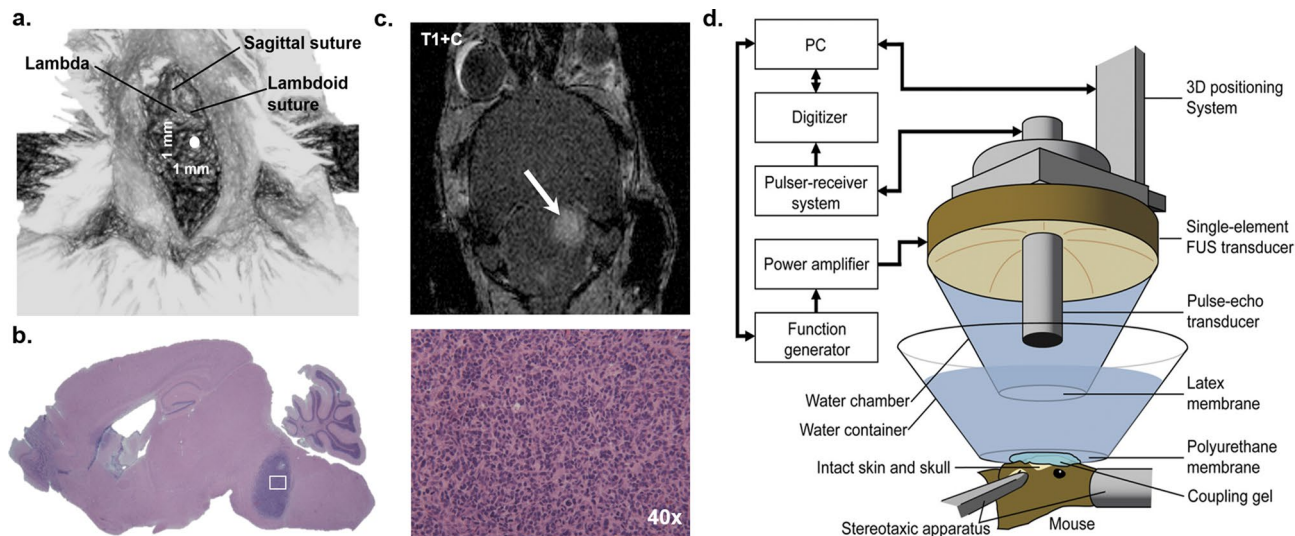 a.
Sagittal suture
Lambda
Lambdoid
suture
1 mm
1 mm
b.
c.
T1+C
40x
d.
PC
Digitizer
Pulser-receiver
system
Power amplifier
Function
generator
3D positioning
System
Single-element
FUS transducer
Pulse-echo
transducer
Water chamber
Water container
Latex
membrane
Polyurethane
membrane
Intact skin and skull
Coupling gel
Stereotaxic apparatus
Mouse